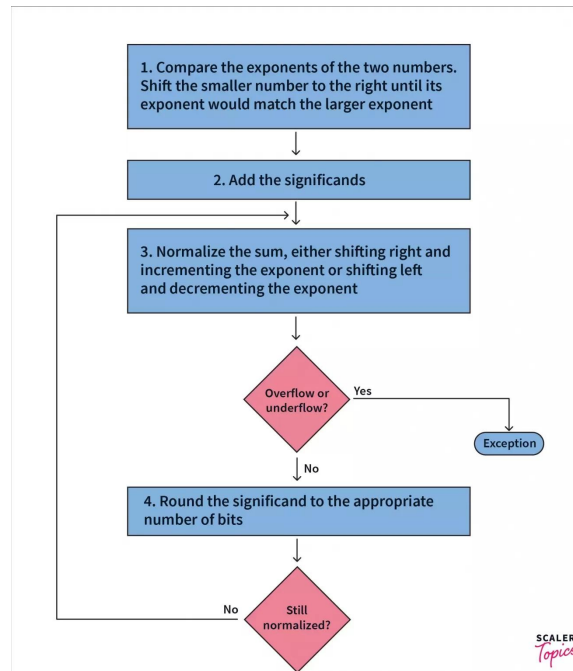 1. Compare the exponents of the two numbers.
Shift the smaller number to the right until its
exponent would match the larger exponent
2. Add the significands
3. Normalize the sum, either shifting right and
incrementing the exponent or shifting left
and decrementing the exponent
Overflow or
underflow?
Yes
Exception
No
4. Round the significand to the appropriate
number of bits
No
Still
normalized?
SCALER
Topics